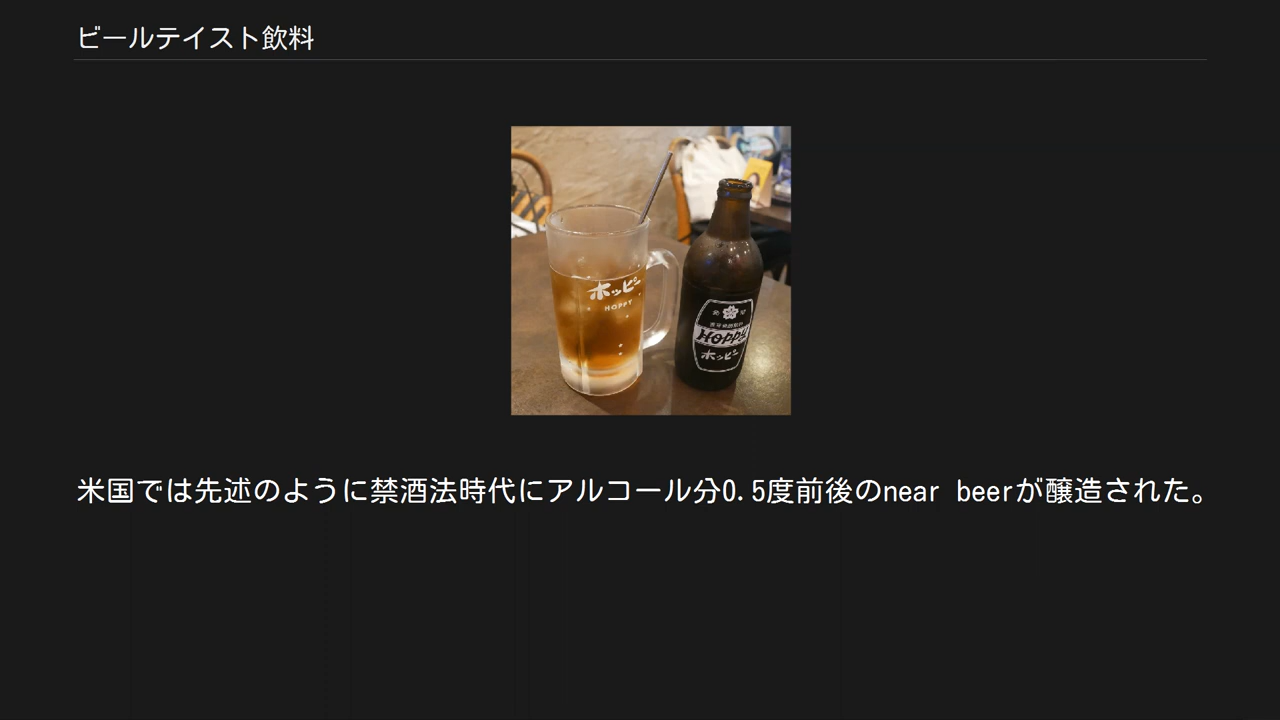 ビールテイスト飲料
ホッピー
HOPPY
HOPPY
ホッピー
米国では先述のように禁酒法時代にアルコール分0.5度前後のnear beerが醸造された。